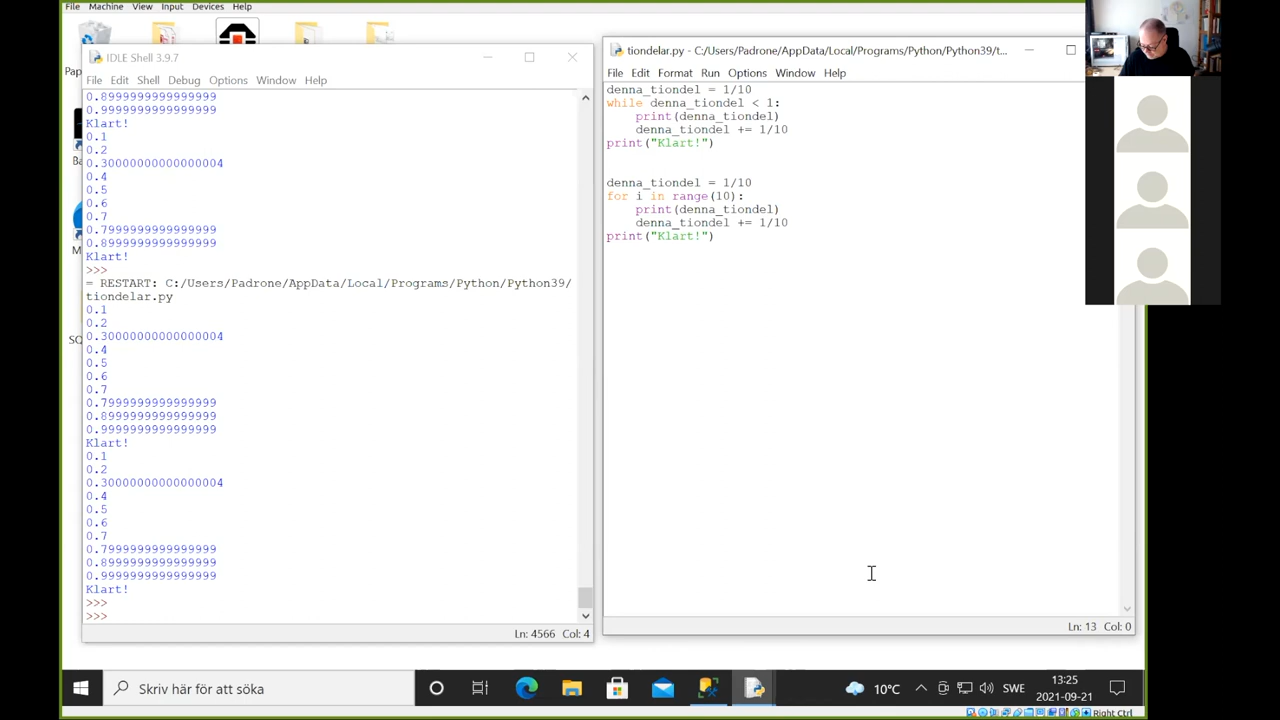 File Machine View Input Devices Help
IDLE Shell 3.9.7
File Edit Shell Debug Options Window Help
0.8999999999999999
0.9999999999999999
Klart!
0.1
0.2
0.30000000000000004
0.4
0.5
0.6
0.7
0.7999999999999999
0.8999999999999999
Klart!
>>>
= RESTART: C:/Users/Padrone/AppData/Local/Programs/Python/Python39/
tiondelar.py
0.1
0.2
0.30000000000000004
0.4
0.5
0.6
0.7
0.7999999999999999
0.8999999999999999
0.9999999999999999
Klart!
0.1
0.2
0.30000000000000004
0.4
0.5
0.6
0.7
0.7999999999999999
0.8999999999999999
0.9999999999999999
Klart!
>>>
>>>
Ln: 4566 Col: 4
tiondelar.py - C:/Users/Padrone/AppData/Local/Programs/Python/Python39/t...
File Edit Format Run Options Window Help
denna_tiondel = 1/10
while denna_tiondel < 1:
    print(denna_tiondel)
    denna_tiondel += 1/10
print("Klart!")
denna_tiondel = 1/10
for i in range(10):
    print(denna_tiondel)
    denna_tiondel += 1/10
print("Klart!")
Ln: 13 Col: 0
Skriv här för att söka
10°C
SWE
13:25
2021-09-21
Right Ctrl